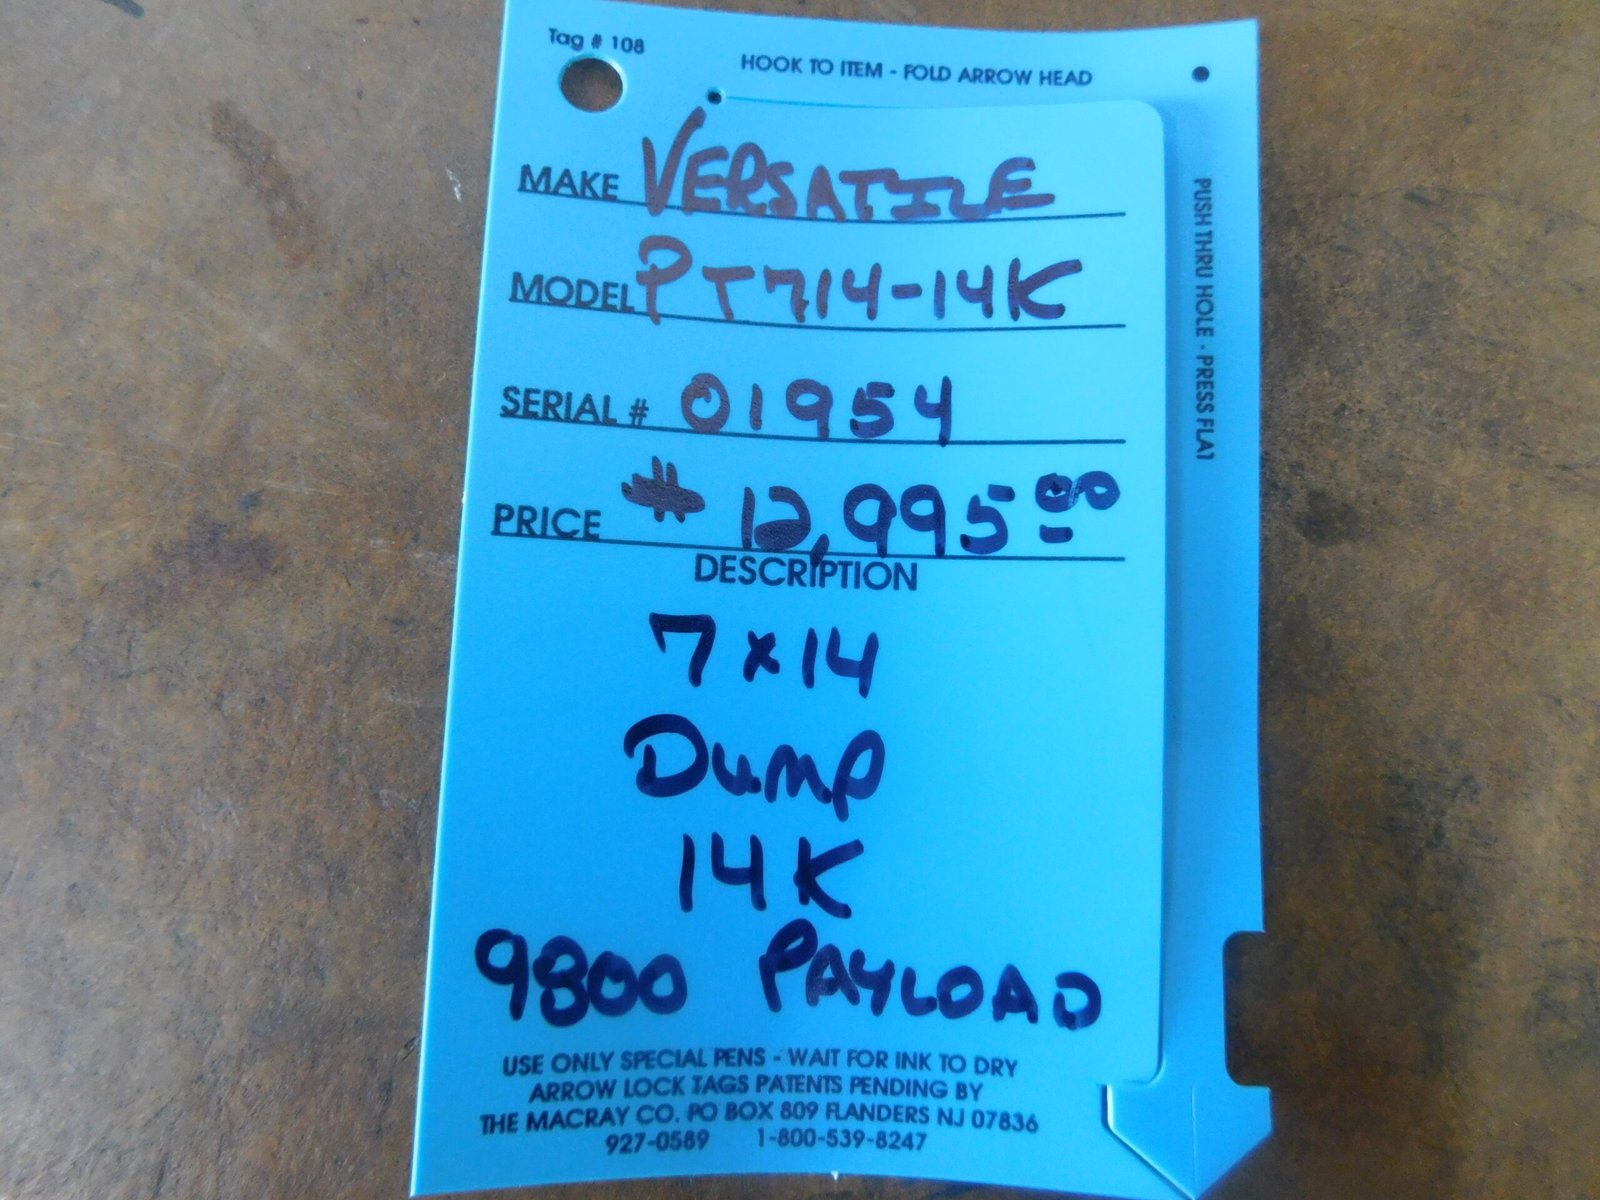 Tag # 108
HOOK TO ITEM - FOLD ARROW HEAD
MAKE VERSATILE
MODEL PT714-14K
SERIAL # 01954
PRICE $ 12,995.00
DESCRIPTION
7x14
Dump
14K
9800 PAYLOAD
USE ONLY SPECIAL PENS - WAIT FOR INK TO DRY
ARROW LOCK TAGS PATENTS PENDING BY
THE MACRAY CO. PO BOX 809 FLANDERS NJ 07836
927-0589 1-800-539-8247
PUSH THRU HOLE - PRESS FLAT